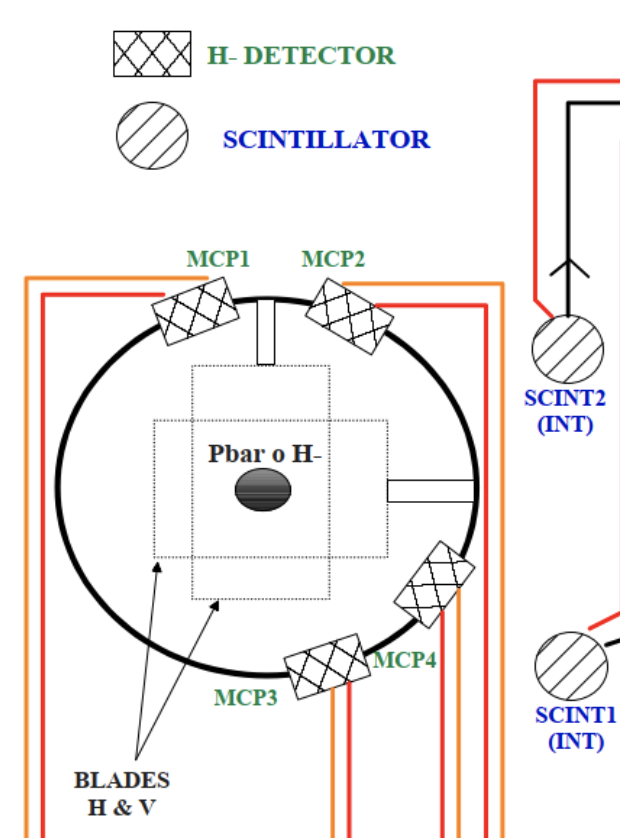 H- DETECTOR
SCINTILLATOR
MCP1
MCP2
SCINT2
(INT)
Pbar o H-
MCP4
MCP3
SCINT1
(INT)
BLADES
H & V